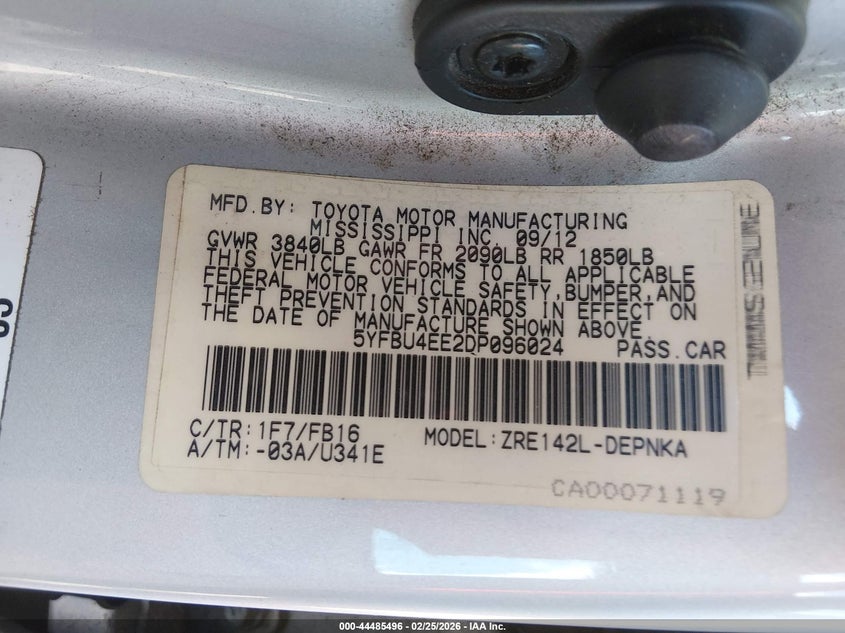 MFD.BY: TOYOTA MOTOR MANUFACTURING
MISSISSIPPI INC. 09/12
GVWR 3840LB GAWR FR 2090LB RR 1850LB
THIS VEHICLE CONFORMS TO ALL APPLICABLE
FEDERAL MOTOR VEHICLE SAFETY,BUMPER,AND
THEFT PREVENTION STANDARDS IN EFFECT ON
THE DATE OF MANUFACTURE SHOWN ABOVE.
5YFBU4EE2DP096024 PASS.CAR
C/TR:1F7/FB16 MODEL:ZRE142L-DEPNKA
A/TM:-03A/U341E
CA00071119
000-44485496 - 02/25/2026 - IAA Inc.